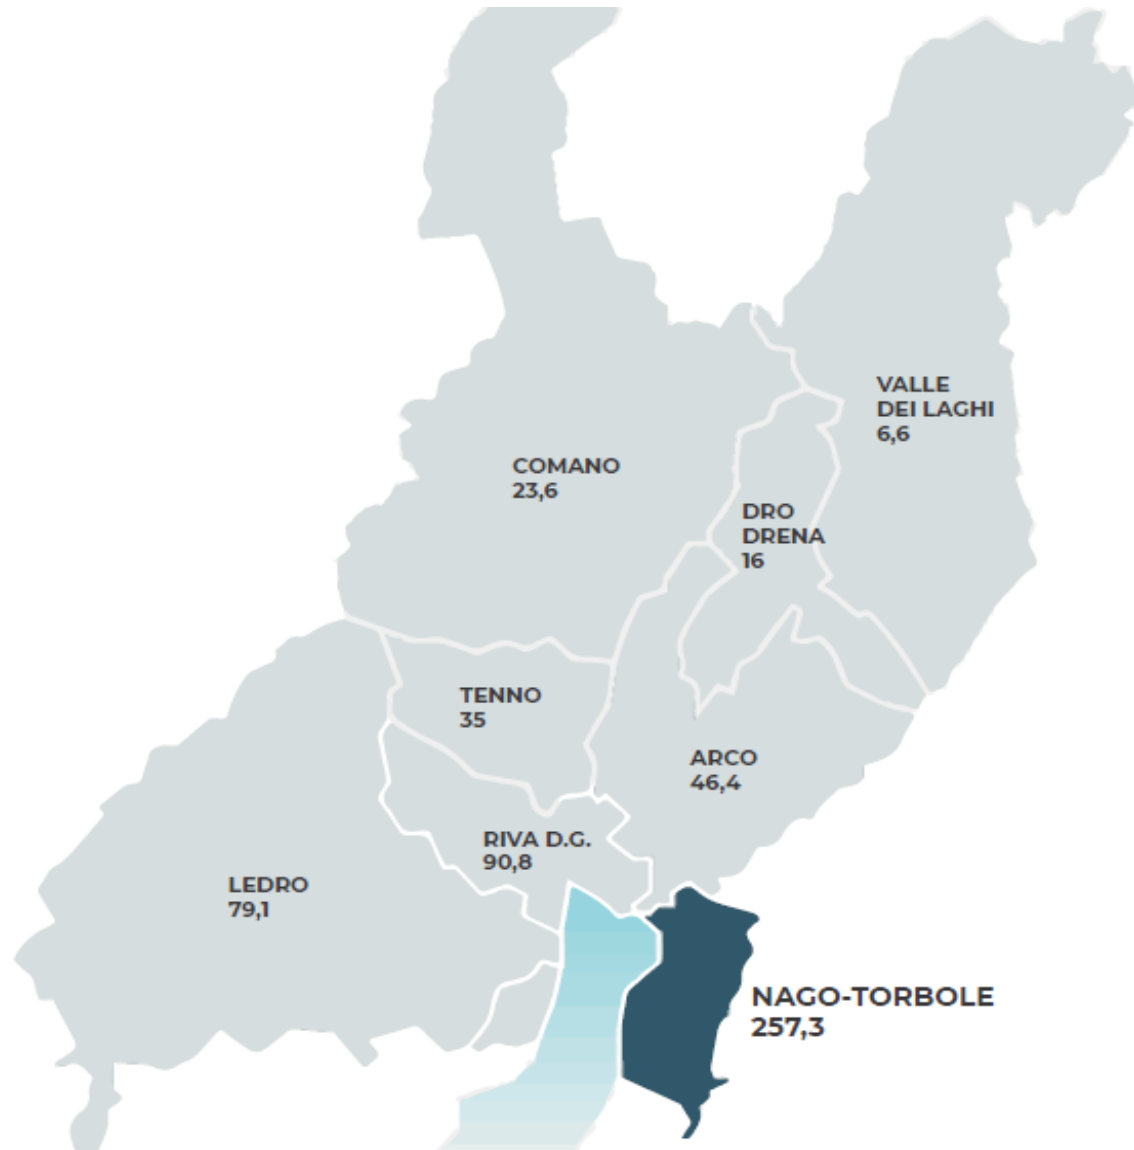 VALLE
DEI LAGHI
6,6
COMANO
23,6
DRO
DRENA
16
TENNO
35
ARCO
46,4
RIVA D.G.
90,8
LEDRO
79,1
NAGO-TORBOLE
257,3